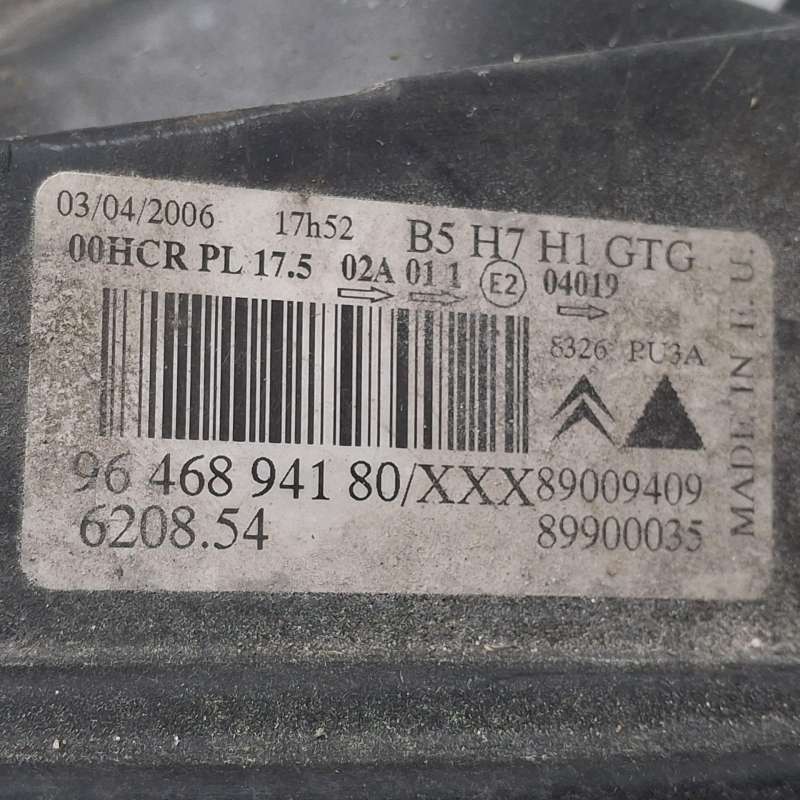 03/04/2006 17h52 B5 H7 H1 GTG
00HCR PL 17.5 02A 01 1 E2 04019
8326 PU3A
96 468 941 80/XXX 89009409
6208.54 89900035
MADE IN E. U.